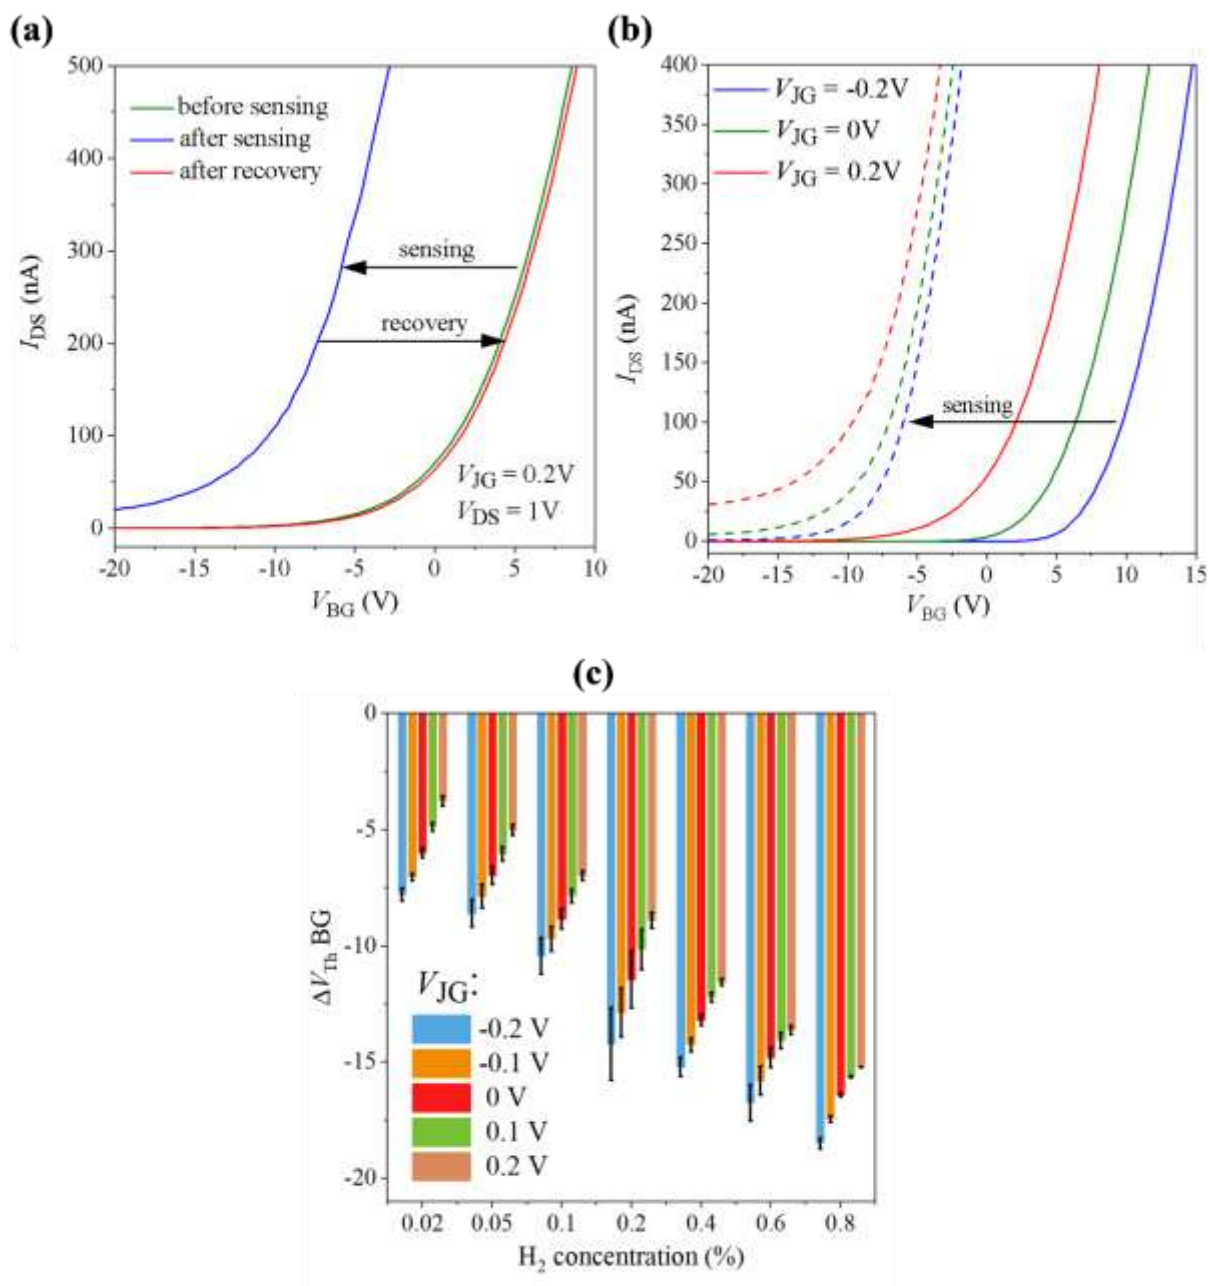 (a)
500
400
300
200
100
0
before sensing
after sensing
after recovery
sensing
recovery
V_JG = 0.2V
V_DS = 1V
-20 -15 -10 -5 0 5 10
V_BG (V)
I_DS (nA)
(b)
400
350
300
250
200
150
100
50
0
V_JG = -0.2V
V_JG = 0V
V_JG = 0.2V
sensing
-20 -15 -10 -5 0 5 10 15
V_BG (V)
I_DS (nA)
(c)
0
-5
-10
-15
-20
ΔV_Th BG
V_JG:
-0.2 V
-0.1 V
0 V
0.1 V
0.2 V
0.02 0.05 0.1 0.2 0.4 0.6 0.8
H₂ concentration (%)